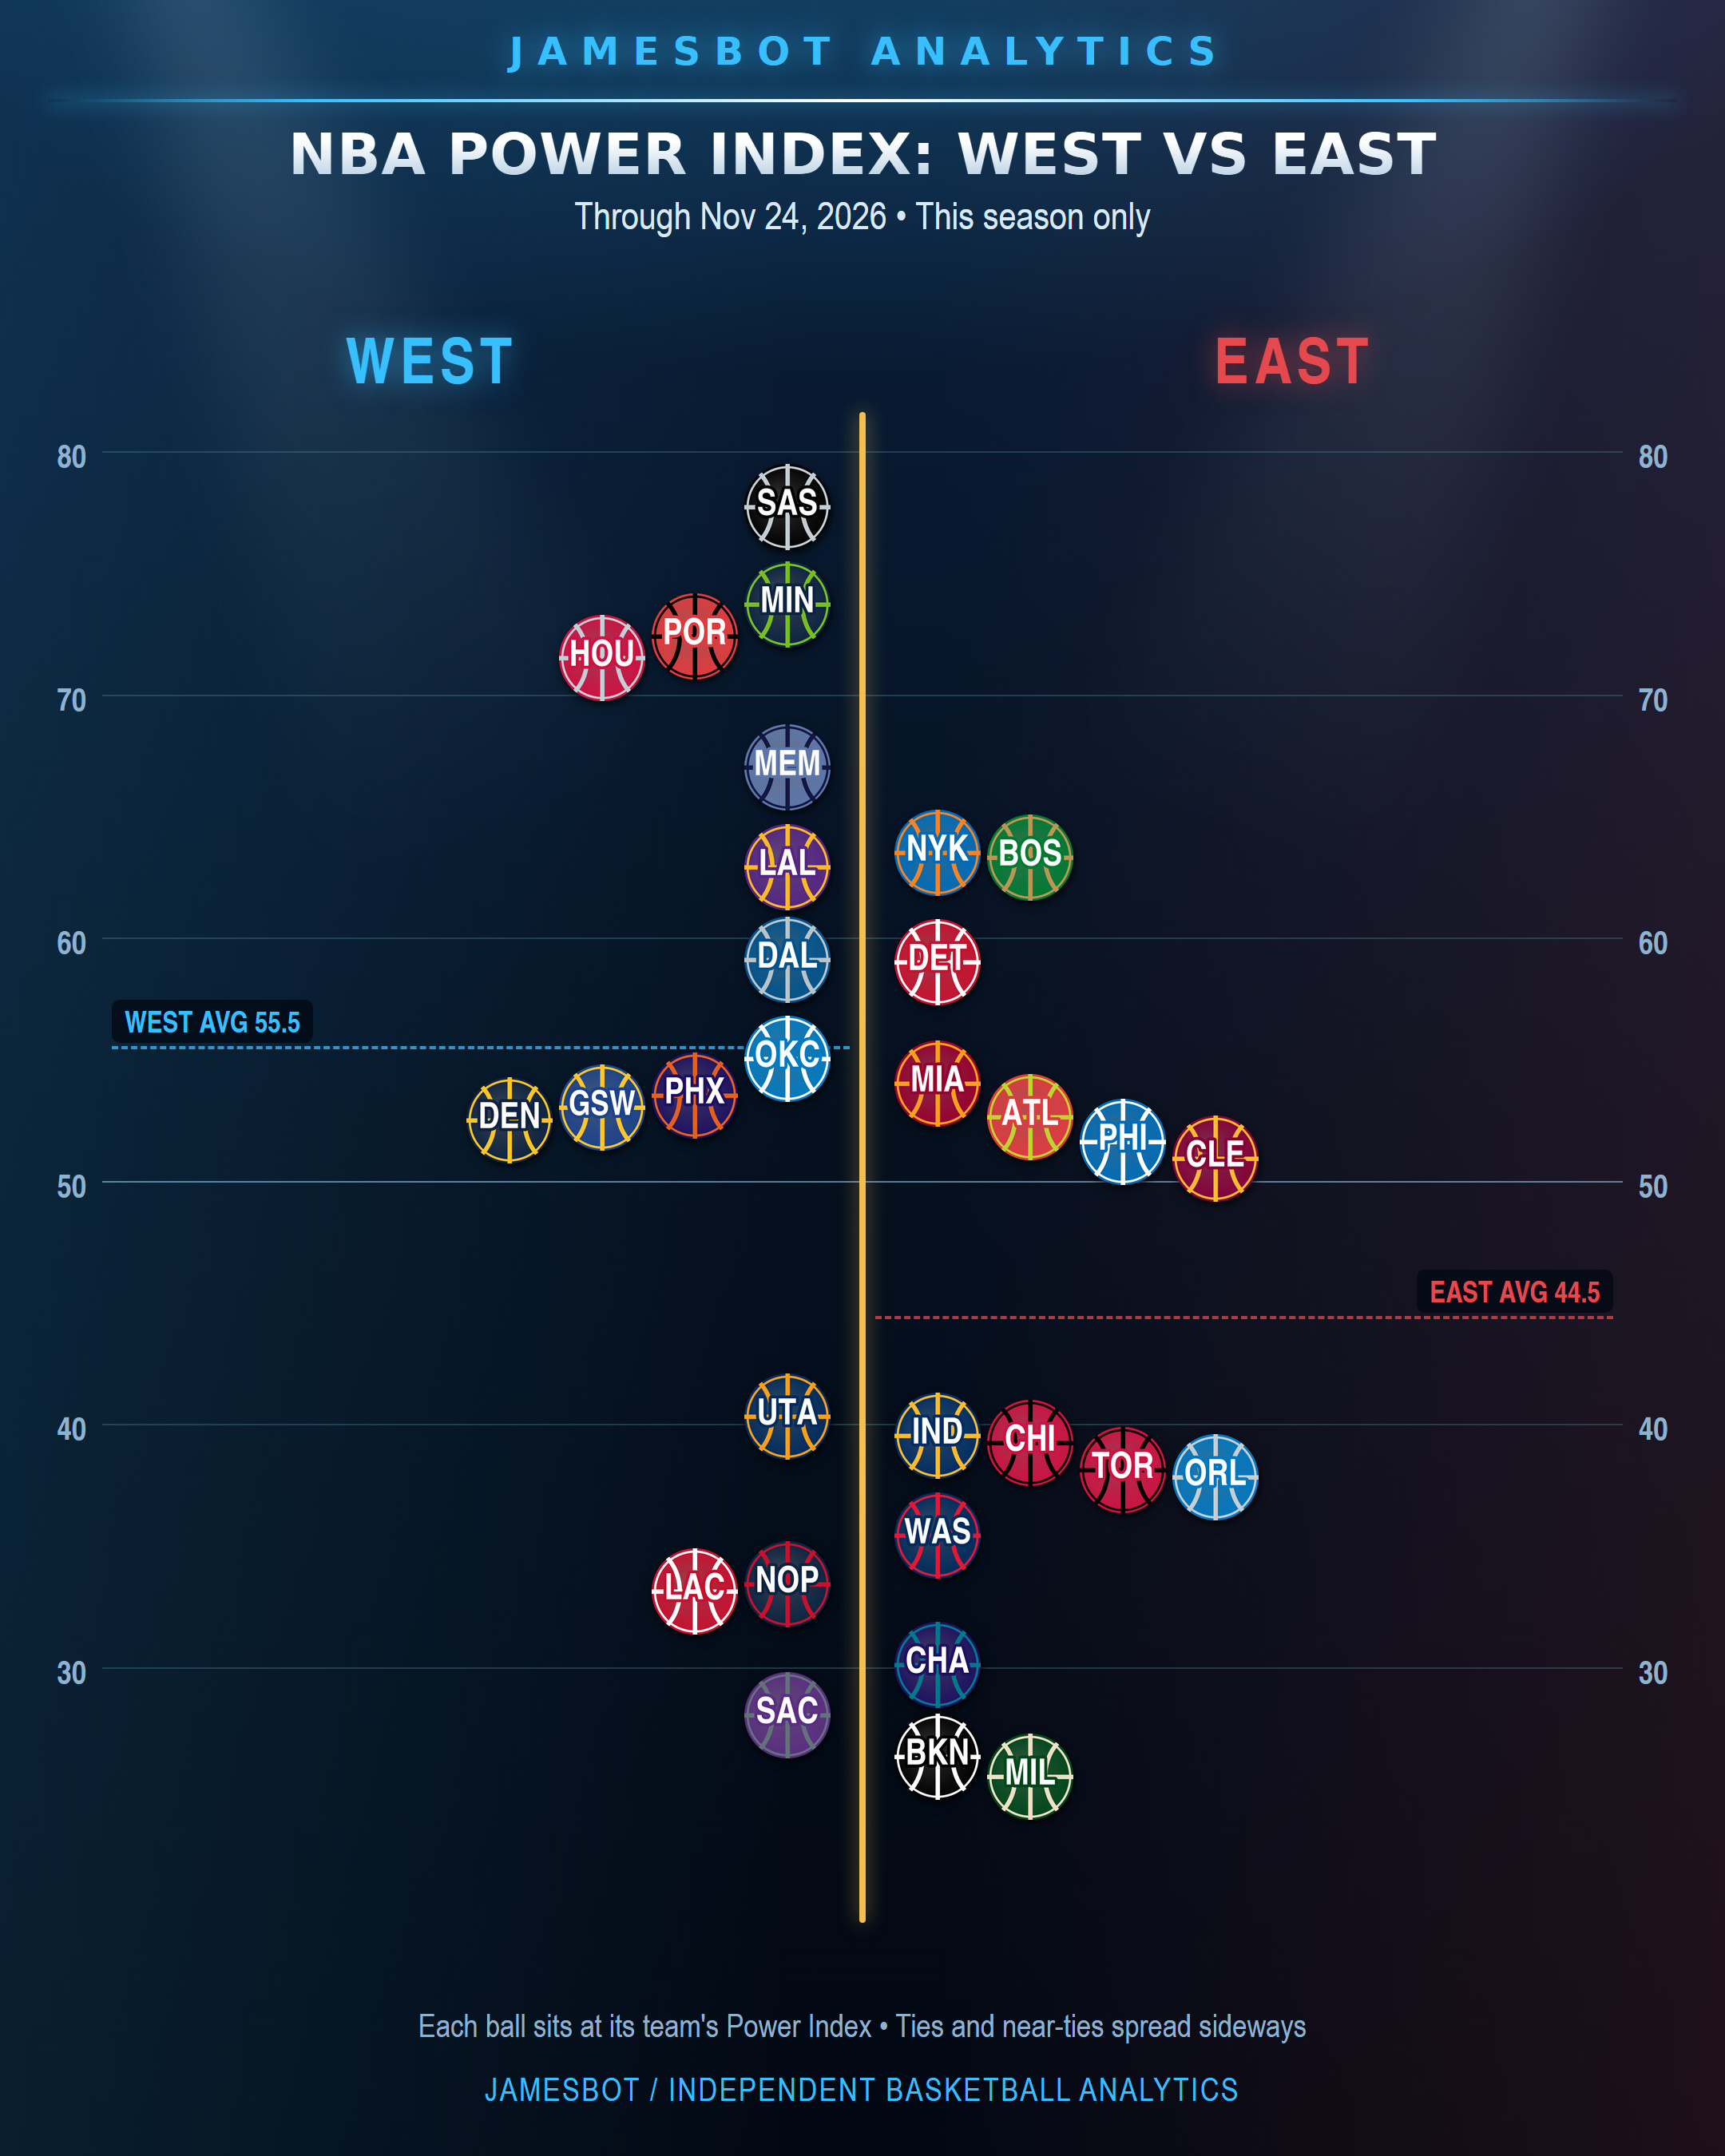 JAMESBOT ANALYTICS
NBA POWER INDEX: WEST VS EAST
Through Nov 24, 2026 • This season only
WEST
EAST
80
80
SAS
MIN
POR
HOU
70
70
MEM
NYK
BOS
LAL
60
60
DAL
DET
WEST AVG 55.5
OKC
MIA
PHX
GSW
DEN
ATL
PHI
CLE
50
50
EAST AVG 44.5
UTA
40
40
IND
CHI
TOR
ORL
WAS
NOP
LAC
30
30
CHA
SAC
BKN
MIL
Each ball sits at its team's Power Index • Ties and near-ties spread sideways
JAMESBOT / INDEPENDENT BASKETBALL ANALYTICS